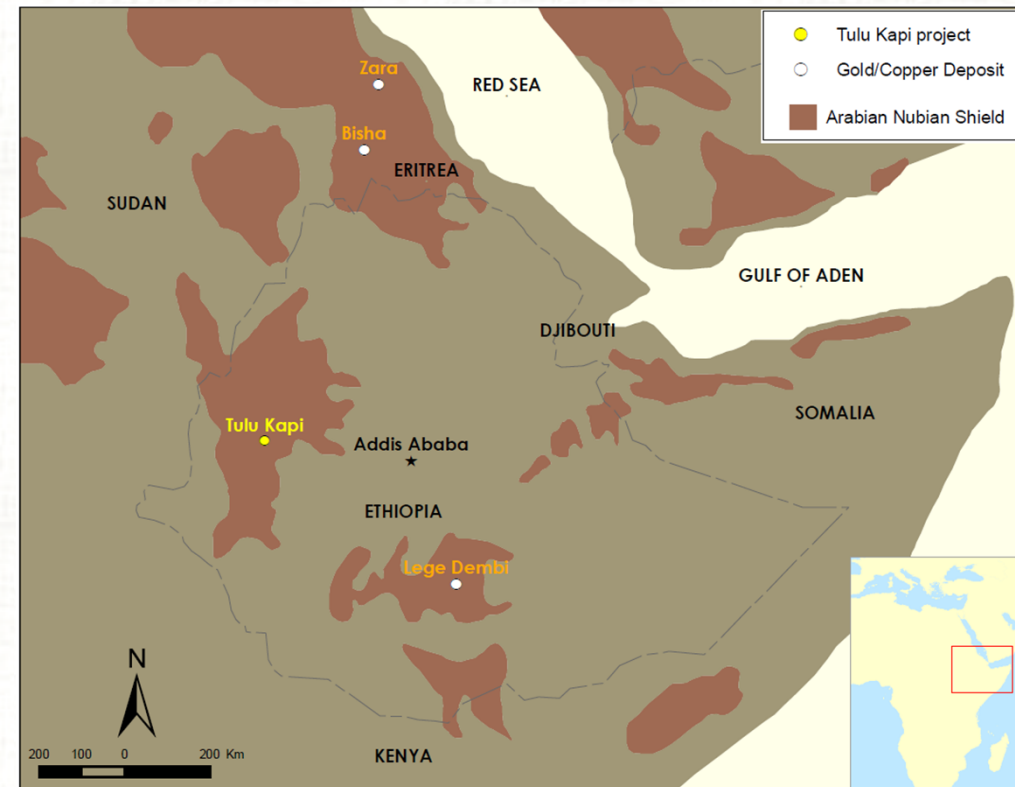 Tulu Kapi project
Gold/Copper Deposit
Arabian Nubian Shield
Zara
RED SEA
Bisha
ERITREA
SUDAN
GULF OF ADEN
DJIBOUTI
SOMALIA
Tulu Kapi
Addis Ababa
ETHIOPIA
Lege Dembi
N
KENYA
200 100 0 200 Km